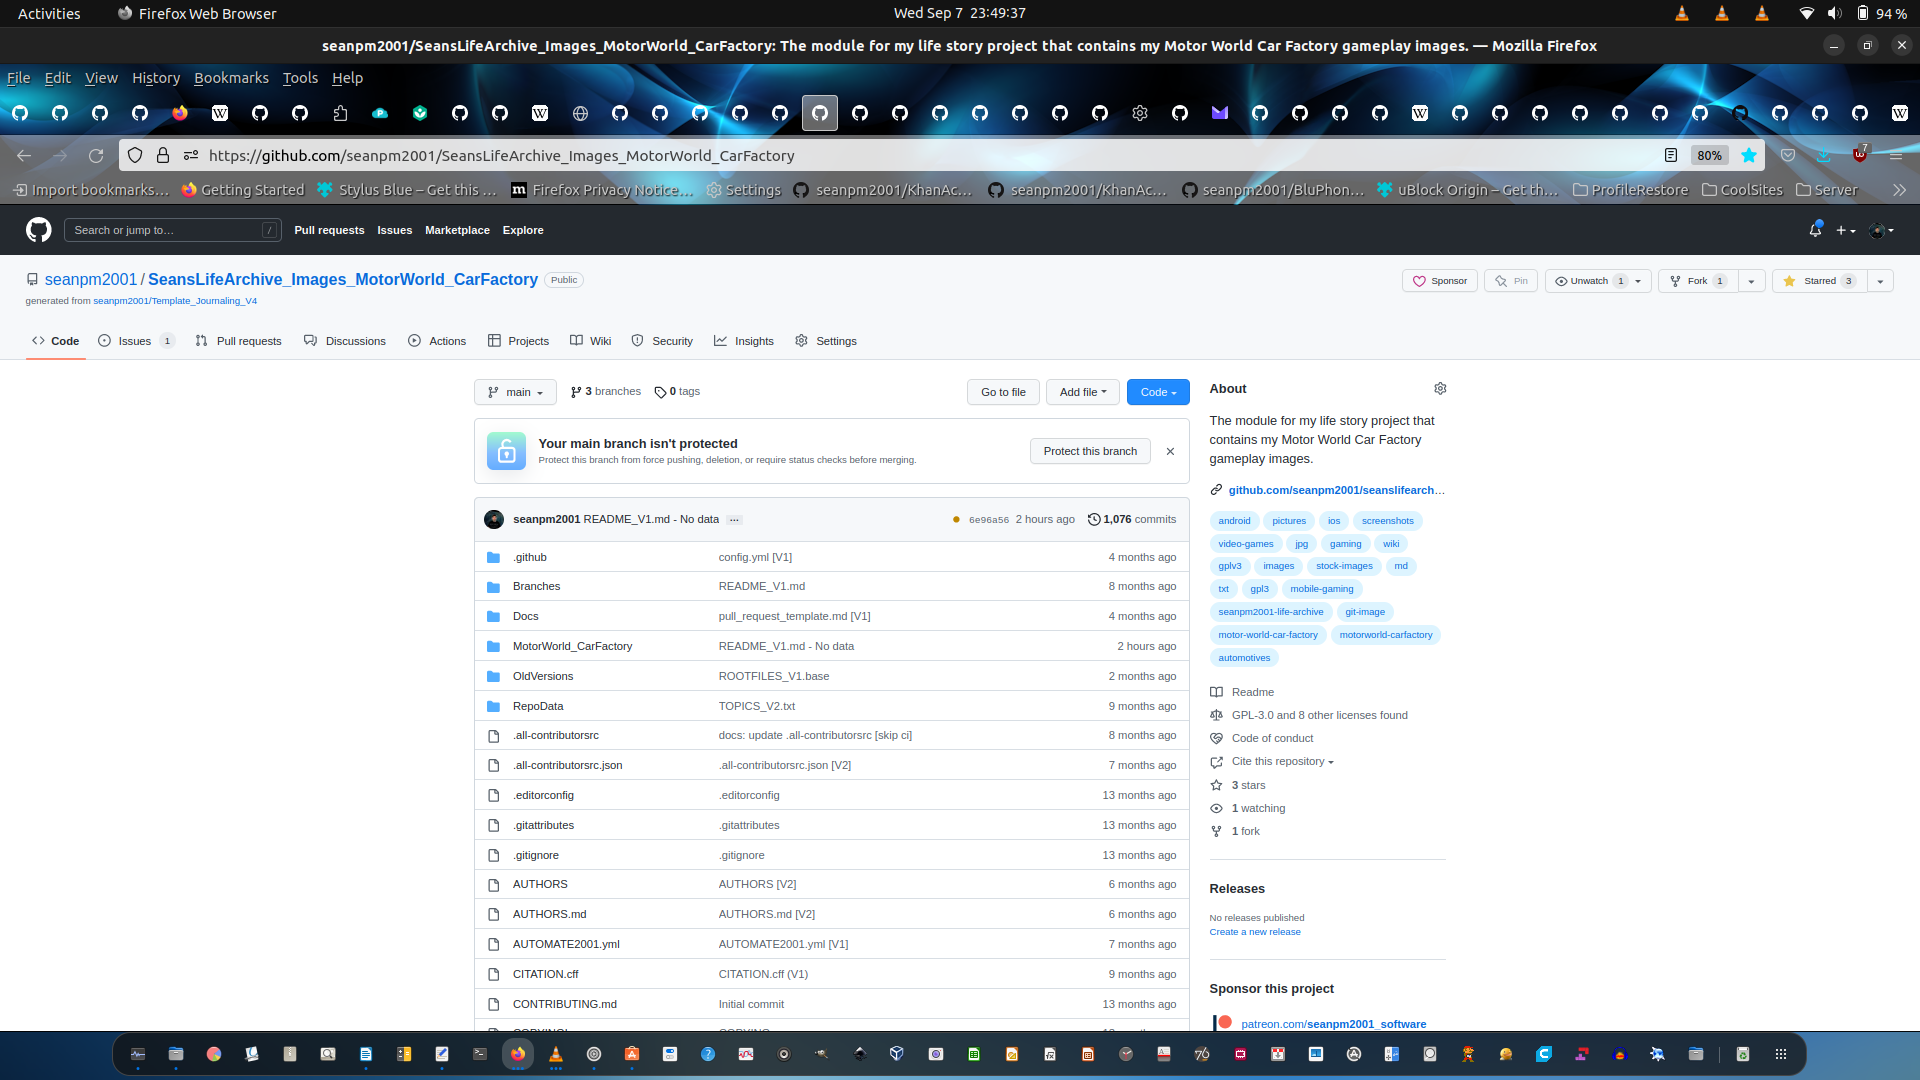 Activities
Firefox Web Browser
Wed Sep 7 23:49:37
94 %
seanpm2001/SeansLifeArchive_Images_MotorWorld_CarFactory: The module for my life story project that contains my Motor World Car Factory gameplay images. — Mozilla Firefox
File Edit View History Bookmarks Tools Help
https://github.com/seanpm2001/SeansLifeArchive_Images_MotorWorld_CarFactory
80%
7
Import bookmarks… Getting Started Stylus Blue – Get this … Firefox Privacy Notice… Settings seanpm2001/KhanAc… seanpm2001/KhanAc… seanpm2001/BluPhon… uBlock Origin – Get th… ProfileRestore CoolSites Server
Search or jump to… /
Pull requests Issues Marketplace Explore
seanpm2001 / SeansLifeArchive_Images_MotorWorld_CarFactory Public
generated from seanpm2001/Template_Journaling_V4
Sponsor Pin Unwatch 1 Fork 1 Starred 3
Code Issues 1 Pull requests Discussions Actions Projects Wiki Security Insights Settings
main 3 branches 0 tags Go to file Add file Code
Your main branch isn't protected
Protect this branch from force pushing, deletion, or require status checks before merging.
Protect this branch
seanpm2001 README_V1.md - No data … 6e96a56 2 hours ago 1,076 commits
.github config.yml [V1] 4 months ago
Branches README_V1.md 8 months ago
Docs pull_request_template.md [V1] 4 months ago
MotorWorld_CarFactory README_V1.md - No data 2 hours ago
OldVersions ROOTFILES_V1.base 2 months ago
RepoData TOPICS_V2.txt 9 months ago
.all-contributorsrc docs: update .all-contributorsrc [skip ci] 8 months ago
.all-contributorsrc.json .all-contributorsrc.json [V2] 7 months ago
.editorconfig .editorconfig 13 months ago
.gitattributes .gitattributes 13 months ago
.gitignore .gitignore 13 months ago
AUTHORS AUTHORS [V2] 6 months ago
AUTHORS.md AUTHORS.md [V2] 6 months ago
AUTOMATE2001.yml AUTOMATE2001.yml [V1] 7 months ago
CITATION.cff CITATION.cff (V1) 9 months ago
CONTRIBUTING.md Initial commit 13 months ago
About
The module for my life story project that
contains my Motor World Car Factory
gameplay images.
github.com/seanpm2001/seanslifearch…
android pictures ios screenshots
video-games jpg gaming wiki
gplv3 images stock-images md
txt gpl3 mobile-gaming
seanpm2001-life-archive git-image
motor-world-car-factory motorworld-carfactory
automotives
Readme
GPL-3.0 and 8 other licenses found
Code of conduct
Cite this repository
3 stars
1 watching
1 fork
Releases
No releases published
Create a new release
Sponsor this project
patreon.com/seanpm2001_software